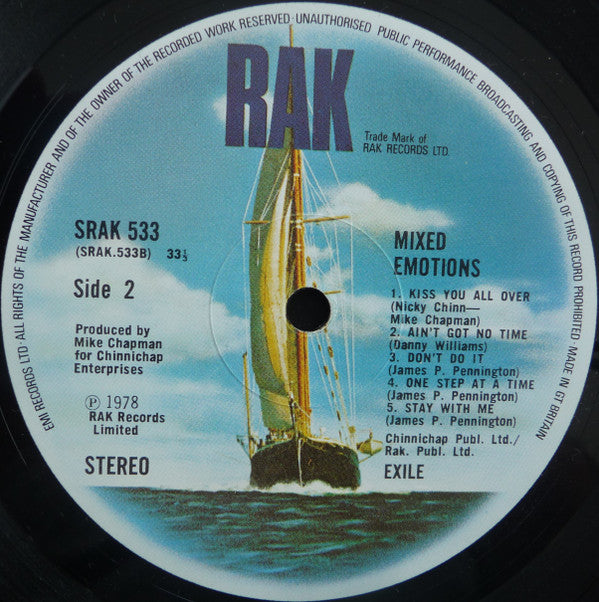 EMI RECORDS LTD · ALL RIGHTS OF THE MANUFACTURER AND OF THE OWNER OF THE RECORDED WORK RESERVED · UNAUTHORISED PUBLIC PERFORMANCE BROADCASTING AND COPYING OF THIS RECORD PROHIBITED · MADE IN GT BRITAIN
RAK
Trade Mark of
RAK RECORDS LTD.
SRAK 533
(SRAK.533B) 33⅓
Side 2
Produced by
Mike Chapman
for Chinnichap
Enterprises
℗ 1978
RAK Records
Limited
STEREO
MIXED
EMOTIONS
1. KISS YOU ALL OVER
(Nicky Chinn—
Mike Chapman)
2. AIN'T GOT NO TIME
(Danny Williams)
3. DON'T DO IT
(James P. Pennington)
4. ONE STEP AT A TIME
(James P. Pennington)
5. STAY WITH ME
(James P. Pennington)
Chinnichap Publ. Ltd./
Rak. Publ. Ltd.
EXILE